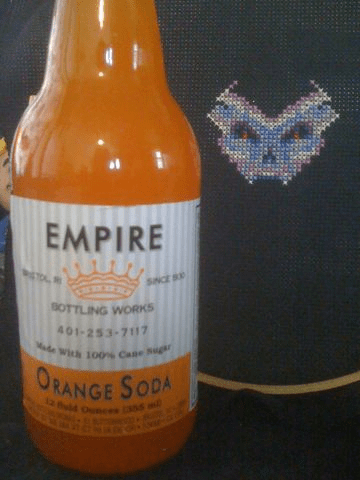 EMPIRE
BRISTOL, RI SINCE 1930
BOTTLING WORKS
401-253-7117
Made With 100% Cane Sugar
ORANGE SODA
12 fluid Ounces (355 ml)